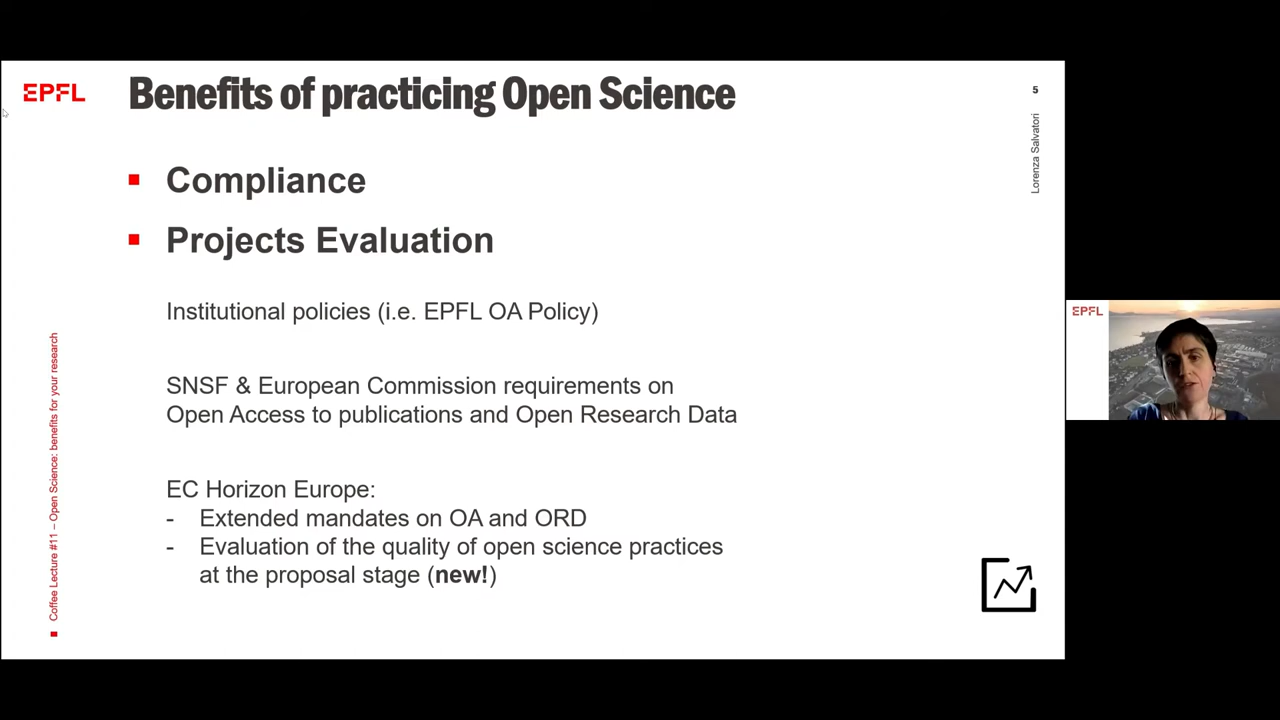 EPFL
Benefits of practicing Open Science
5
Lorenza Salvatori
Compliance
Projects Evaluation
Institutional policies (i.e. EPFL OA Policy)
SNSF & European Commission requirements on
Open Access to publications and Open Research Data
EC Horizon Europe:
- Extended mandates on OA and ORD
- Evaluation of the quality of open science practices
at the proposal stage (new!)
Coffee Lecture #11 – Open Science: benefits for your research
EPFL